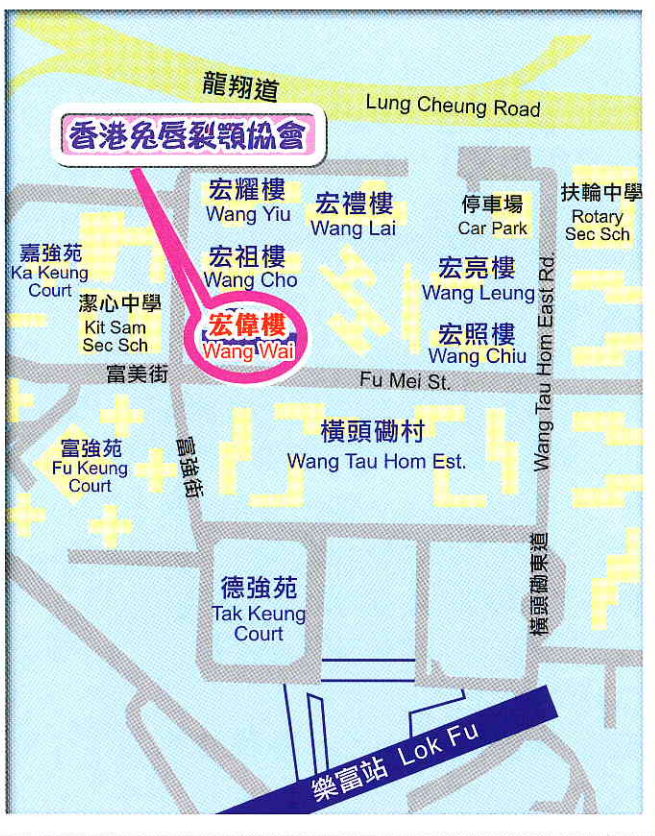 龍翔道
Lung Cheung Road
香港兔唇裂顎協會
宏耀樓
Wang Yiu
宏禮樓
Wang Lai
停車場
Car Park
扶輪中學
Rotary
Sec Sch
嘉強苑
Ka Keung
Court
宏祖樓
Wang Cho
宏亮樓
Wang Leung
潔心中學
Kit Sam
Sec Sch
宏偉樓
Wang Wai
宏照樓
Wang Chiu
Wang Tau Hom East Rd.
富美街
Fu Mei St.
橫頭磡村
Wang Tau Hom Est.
富強苑
Fu Keung
Court
富強街
橫頭磡東道
德強苑
Tak Keung
Court
樂富站 Lok Fu